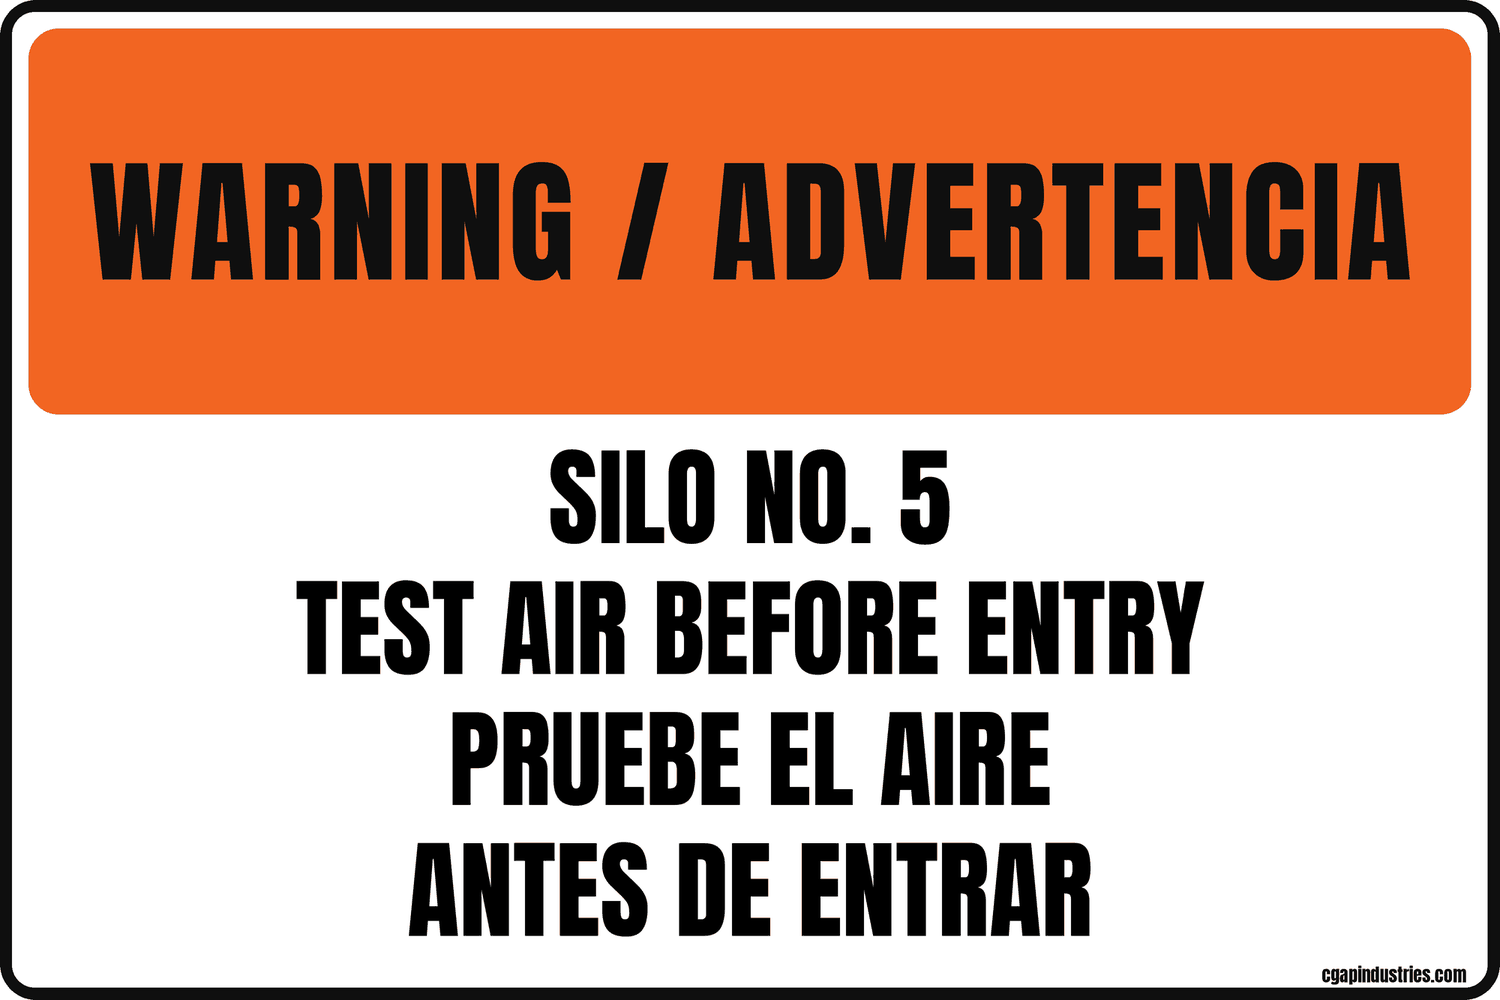 WARNING / ADVERTENCIA
SILO NO. 5
TEST AIR BEFORE ENTRY
PRUEBE EL AIRE
ANTES DE ENTRAR
cgapindustries.com